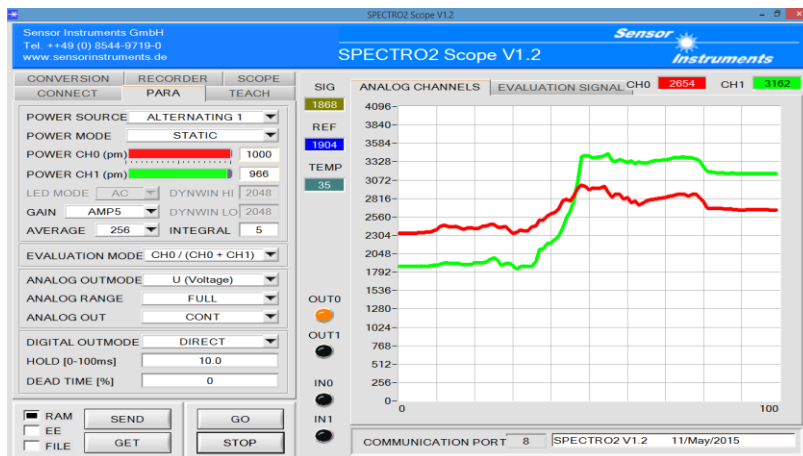 SPECTRO2 Scope V1.2
Sensor Instruments GmbH
Tel. ++49 (0) 8544-9719-0
www.sensorinstruments.de
SPECTRO2 Scope V1.2
Sensor
Instruments
CONVERSION RECORDER SCOPE
CONNECT PARA TEACH
POWER SOURCE ALTERNATING 1
POWER MODE STATIC
POWER CH0 (pm) 1000
POWER CH1 (pm) 966
LED MODE AC DYNWIN HI 2048
GAIN AMP5 DYNWIN LO 2048
AVERAGE 256 INTEGRAL 5
EVALUATION MODE CH0 / (CH0 + CH1)
ANALOG OUTMODE U (Voltage)
ANALOG RANGE FULL
ANALOG OUT CONT
DIGITAL OUTMODE DIRECT
HOLD [0-100ms] 10.0
DEAD TIME [%] 0
RAM
EE
FILE
SEND GO
GET STOP
SIG
1868
REF
1904
TEMP
35
OUT0
OUT1
IN0
IN1
ANALOG CHANNELS EVALUATION SIGNAL CH0 2654 CH1 3162
4096
3840
3584
3328
3072
2816
2560
2304
2048
1792
1536
1280
1024
768
512
256
0
0 100
COMMUNICATION PORT 8 SPECTRO2 V1.2 11/May/2015